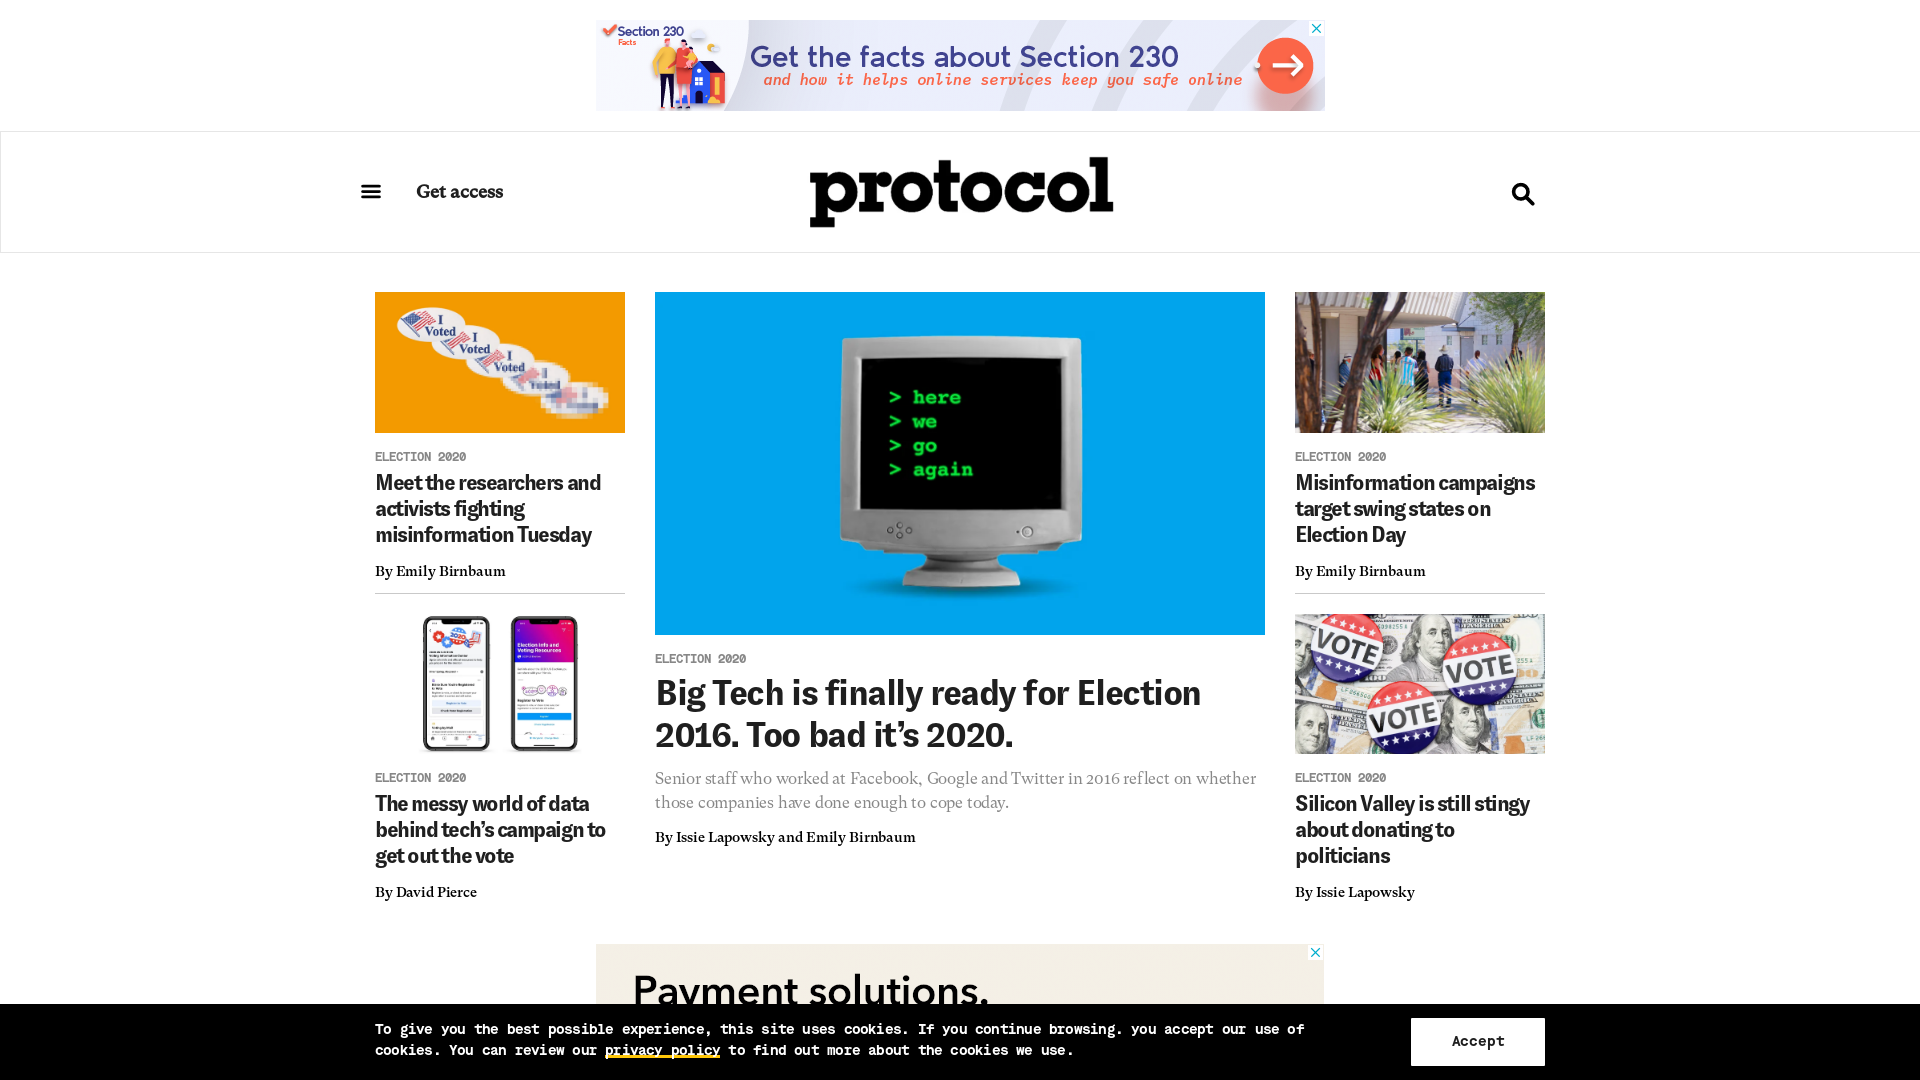 Section 230
Facts
Get the facts about Section 230
and how it helps online services keep you safe online
Get access
protocol
I Voted
I Voted
I Voted
I Voted
ELECTION 2020
Meet the researchers and
activists fighting
misinformation Tuesday
By Emily Birnbaum
ELECTION 2020
The messy world of data
behind tech's campaign to
get out the vote
By David Pierce
> here
> we
> go
> again
ELECTION 2020
Big Tech is finally ready for Election
2016. Too bad it's 2020.
Senior staff who worked at Facebook, Google and Twitter in 2016 reflect on whether
those companies have done enough to cope today.
By Issie Lapowsky and Emily Birnbaum
ELECTION 2020
Misinformation campaigns
target swing states on
Election Day
By Emily Birnbaum
VOTE
VOTE
VOTE
ELECTION 2020
Silicon Valley is still stingy
about donating to
politicians
By Issie Lapowsky
Payment solutions.
To give you the best possible experience, this site uses cookies. If you continue browsing. you accept our use of
cookies. You can review our privacy policy to find out more about the cookies we use.
Accept